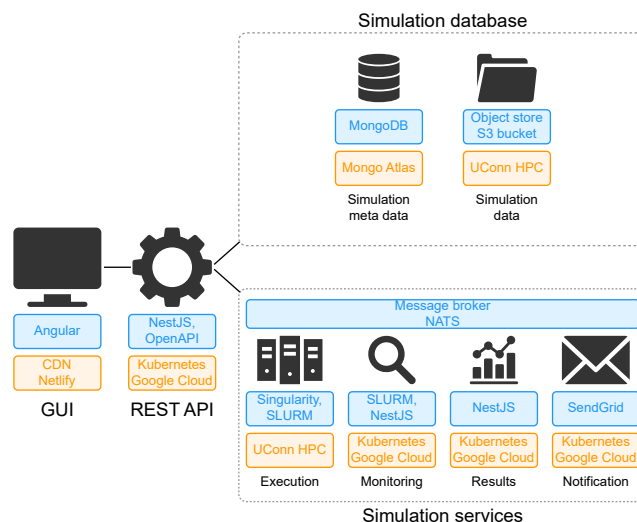 Simulation database
MongoDB
Object store
S3 bucket
Mongo Atlas
UConn HPC
Simulation
meta data
Simulation
data
Angular
NestJS,
OpenAPI
CDN
Netlify
Kubernetes
Google Cloud
GUI
REST API
Message broker
NATS
Singularity,
SLURM
SLURM,
NestJS
NestJS
SendGrid
UConn HPC
Kubernetes
Google Cloud
Kubernetes
Google Cloud
Kubernetes
Google Cloud
Execution
Monitoring
Results
Notification
Simulation services